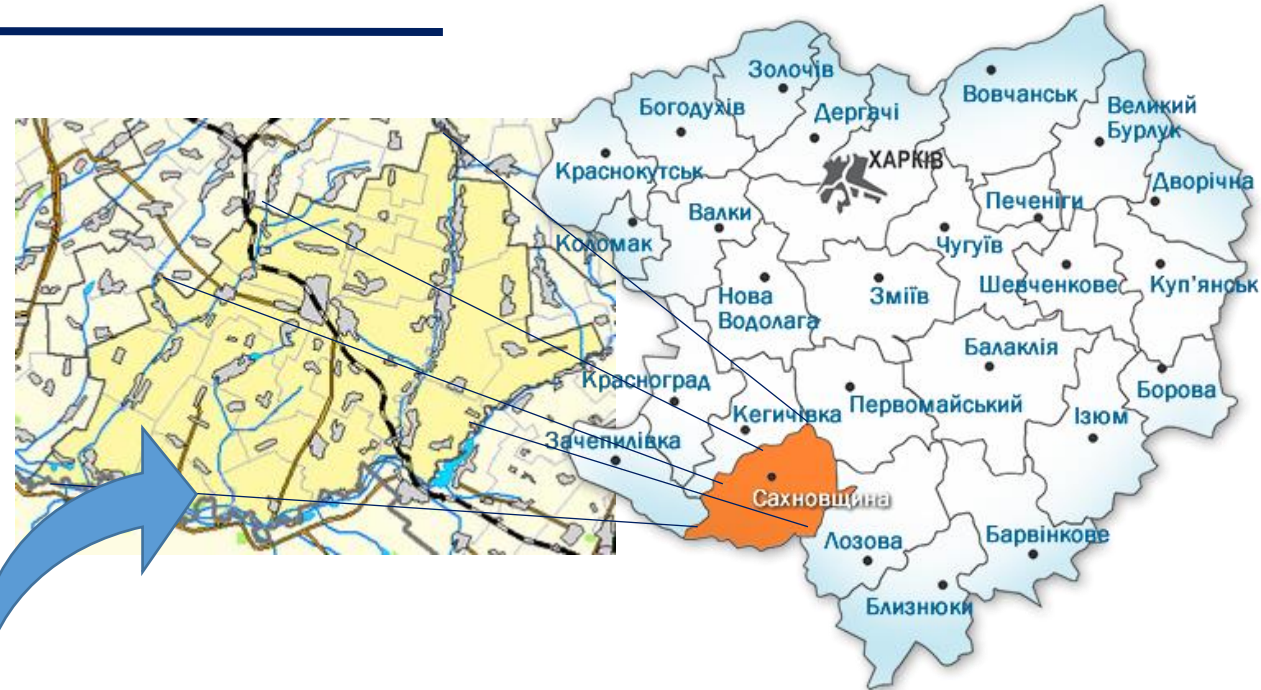 Золочів
Богодухів
Дергачі
Вовчанськ
Великий
Бурлук
ХАРКІВ
Краснокутськ
Дворічна
Печеніги
Валки
Коломак
Чугуїв
Шевченкове
Куп'янськ
Нова
Водолага
Зміїв
Балаклія
Красноград
Борова
Первомайський
Ізюм
Кегичівка
Зачепилівка
Сахновщина
Лозова
Барвінкове
Близнюки